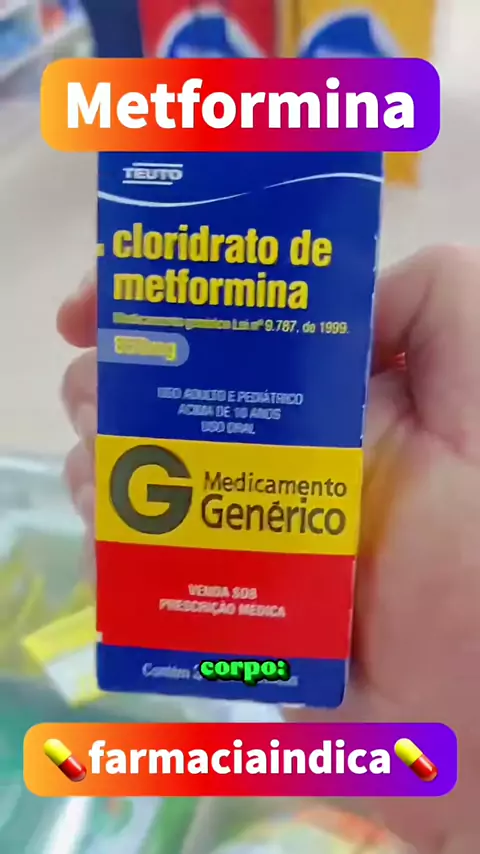 Metformina
TEUTO
cloridrato de
metformina
Medicamento genérico Lei nº 9.787, de 1999.
USO ADULTO E PEDIÁTRICO
ACIMA DE 10 ANOS
USO ORAL
G Medicamento
Genérico
VENDA SOB
PRESCRIÇÃO MÉDICA
Contém
corpo:
farmaciaindica